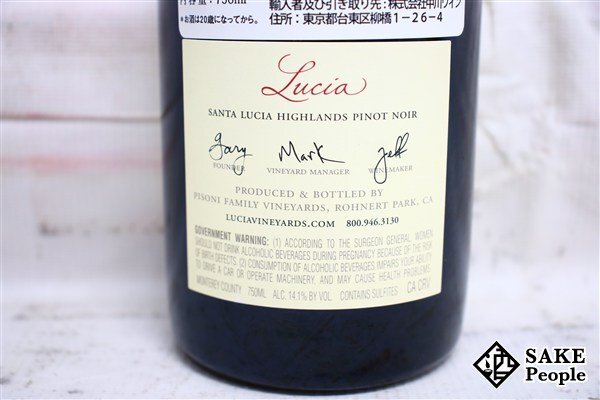 内容量：750ml
*お酒は20歳になってから。
輸入者及び引き取り先：株式会社中川ワイン
住所：東京都台東区柳橋1－26－4
Lucia
SANTA LUCIA HIGHLANDS PINOT NOIR
Gary Mark Jeff
FOUNDER VINEYARD MANAGER WINEMAKER
PRODUCED & BOTTLED BY
PISONI FAMILY VINEYARDS, ROHNERT PARK, CA
LUCIAVINEYARDS.COM 800.946.3130
GOVERNMENT WARNING: (1) ACCORDING TO THE SURGEON GENERAL, WOMEN
SHOULD NOT DRINK ALCOHOLIC BEVERAGES DURING PREGNANCY BECAUSE OF THE RISK
OF BIRTH DEFECTS. (2) CONSUMPTION OF ALCOHOLIC BEVERAGES IMPAIRS YOUR ABILITY
TO DRIVE A CAR OR OPERATE MACHINERY, AND MAY CAUSE HEALTH PROBLEMS.
MONTEREY COUNTY. 750ML ALC. 14.1% BY VOL. CONTAINS SULFITES CA CRV
SAKE
People